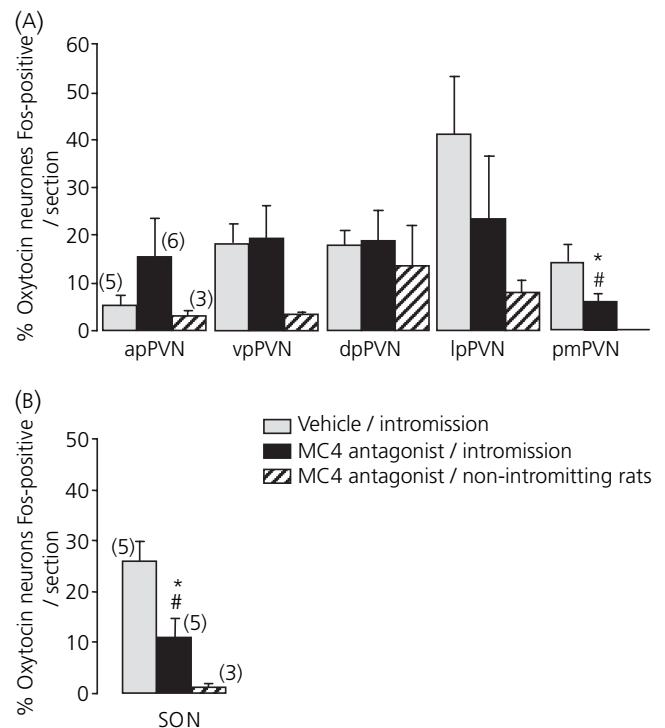 (A)
% Oxytocin neurones Fos-positive
/ section
60
50
40
30
20
10
0
(5)
(6)
(3)
*
#
apPVN vpPVN dpPVN lpPVN pmPVN
(B)
% Oxytocin neurons Fos-positive
/ section
50
40
30
20
10
0
Vehicle / intromission
MC4 antagonist / intromission
MC4 antagonist / non-intromitting rats
(5)
*
#
(5)
(3)
SON